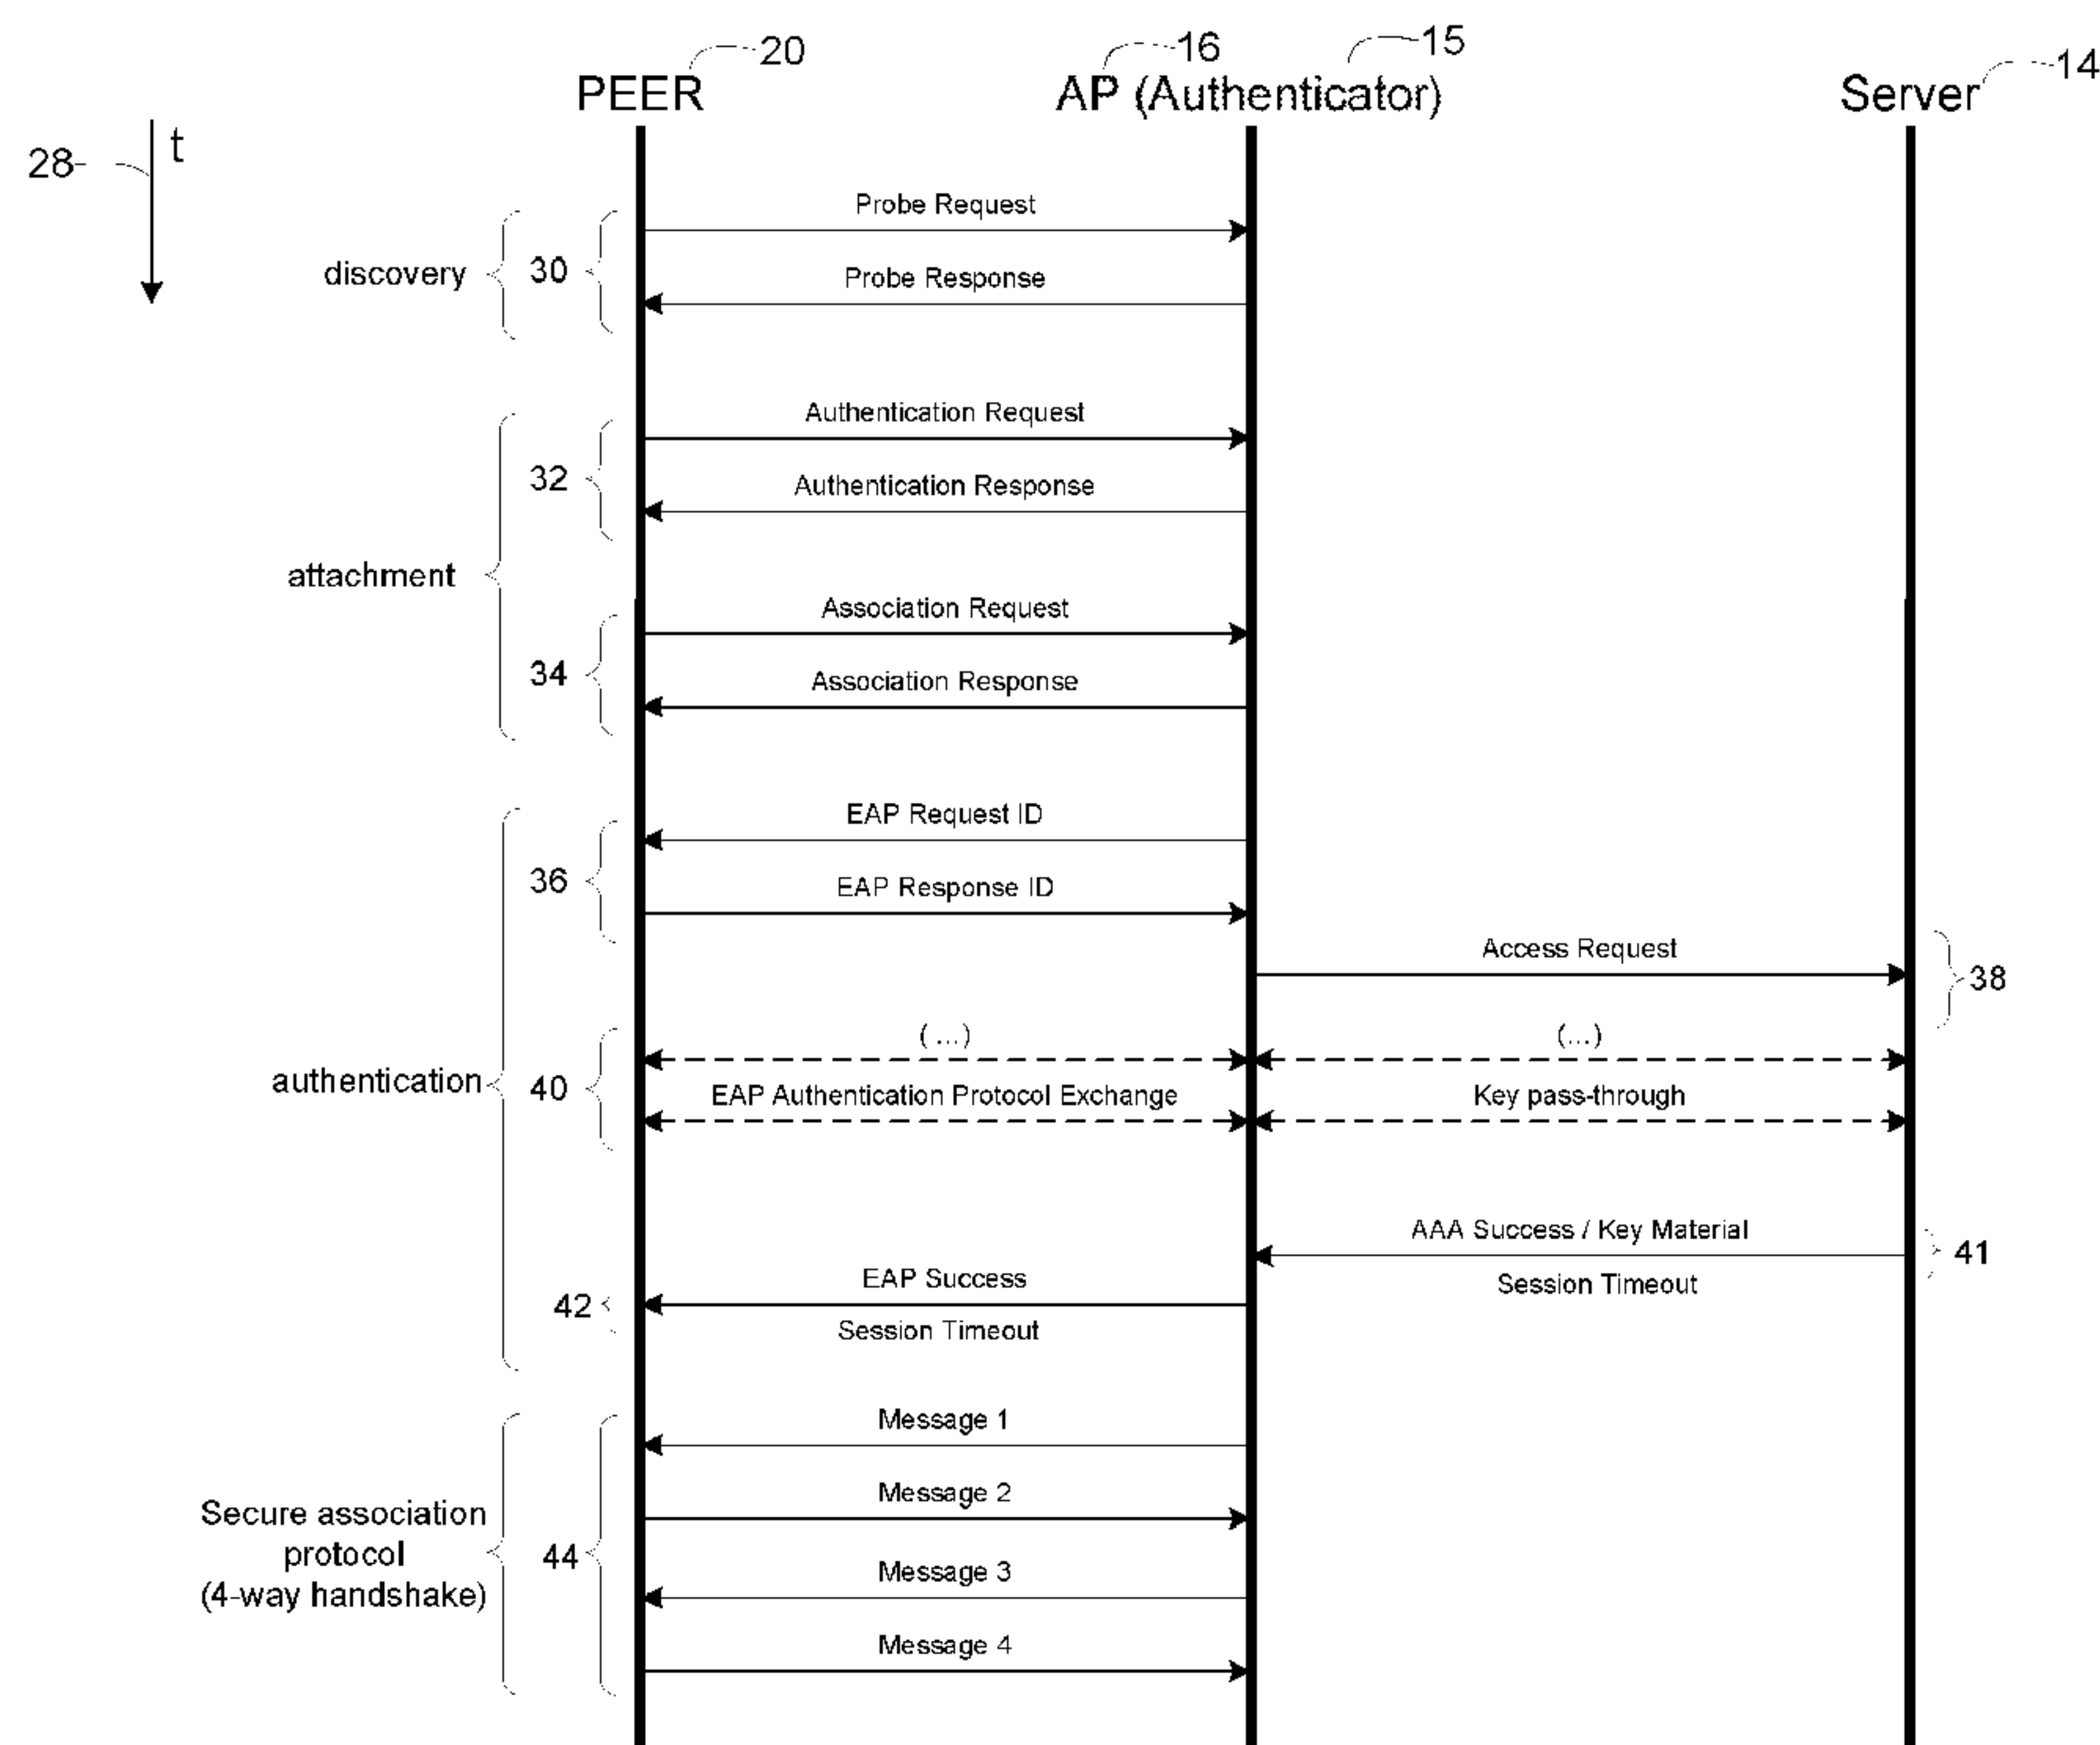 20
16
15
14
PEER
AP (Authenticator)
Server
28
t
Probe Request
discovery
30
Probe Response
Authentication Request
32
Authentication Response
attachment
Association Request
34
Association Response
EAP Request ID
36
EAP Response ID
Access Request
38
(...)
(...)
authentication
40
EAP Authentication Protocol Exchange
Key pass-through
AAA Success / Key Material
41
EAP Success
Session Timeout
42
Session Timeout
Message 1
Message 2
Secure association
protocol
(4-way handshake)
44
Message 3
Message 4